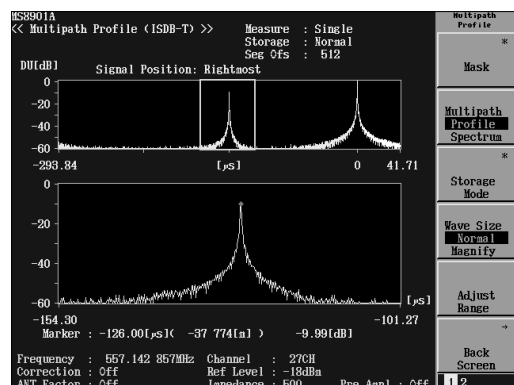 MS8901A
<< Multipath Profile (ISDB-T) >>
Measure : Single
Storage : Normal
Seg Ofs : 512
DU[dB]
Signal Position: Rightmost
0
-20
-40
-60
-293.84
[μs]
0
41.71
0
-20
-40
-60
[μs]
-154.30
-101.27
Marker : -126.00[μs]( -37 774[m] ) -9.99[dB]
Frequency : 557.142 857MHz Channel : 27CH
Correction : Off Ref Level : -18dBm
ANT Factor : Off Impedance : 50Ω Pre Ampl : Off
Multipath
Profile
*
Mask
Multipath
Profile
Spectrum
*
Storage
Mode
Wave Size
Normal
Magnify
Adjust
Range
→
Back
Screen
1 2